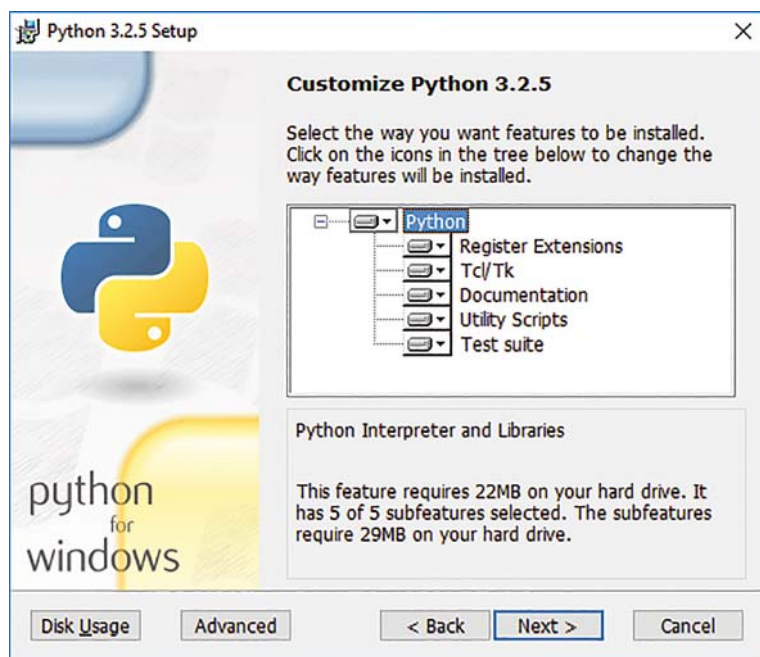 Python 3.2.5 Setup
Customize Python 3.2.5
Select the way you want features to be installed.
Click on the icons in the tree below to change the
way features will be installed.
Python
Register Extensions
Tcl/Tk
Documentation
Utility Scripts
Test suite
Python Interpreter and Libraries
This feature requires 22MB on your hard drive. It
has 5 of 5 subfeatures selected. The subfeatures
require 29MB on your hard drive.
python
for
windows
Disk Usage
Advanced
< Back
Next >
Cancel